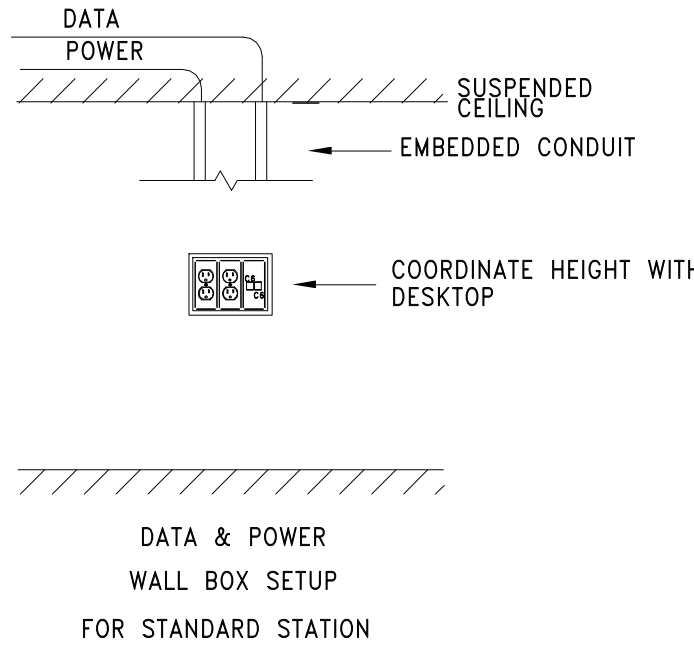 DATA
POWER
SUSPENDED
CEILING
EMBEDDED CONDUIT
COORDINATE HEIGHT WITH
DESKTOP
C6
C6
DATA & POWER
WALL BOX SETUP
FOR STANDARD STATION